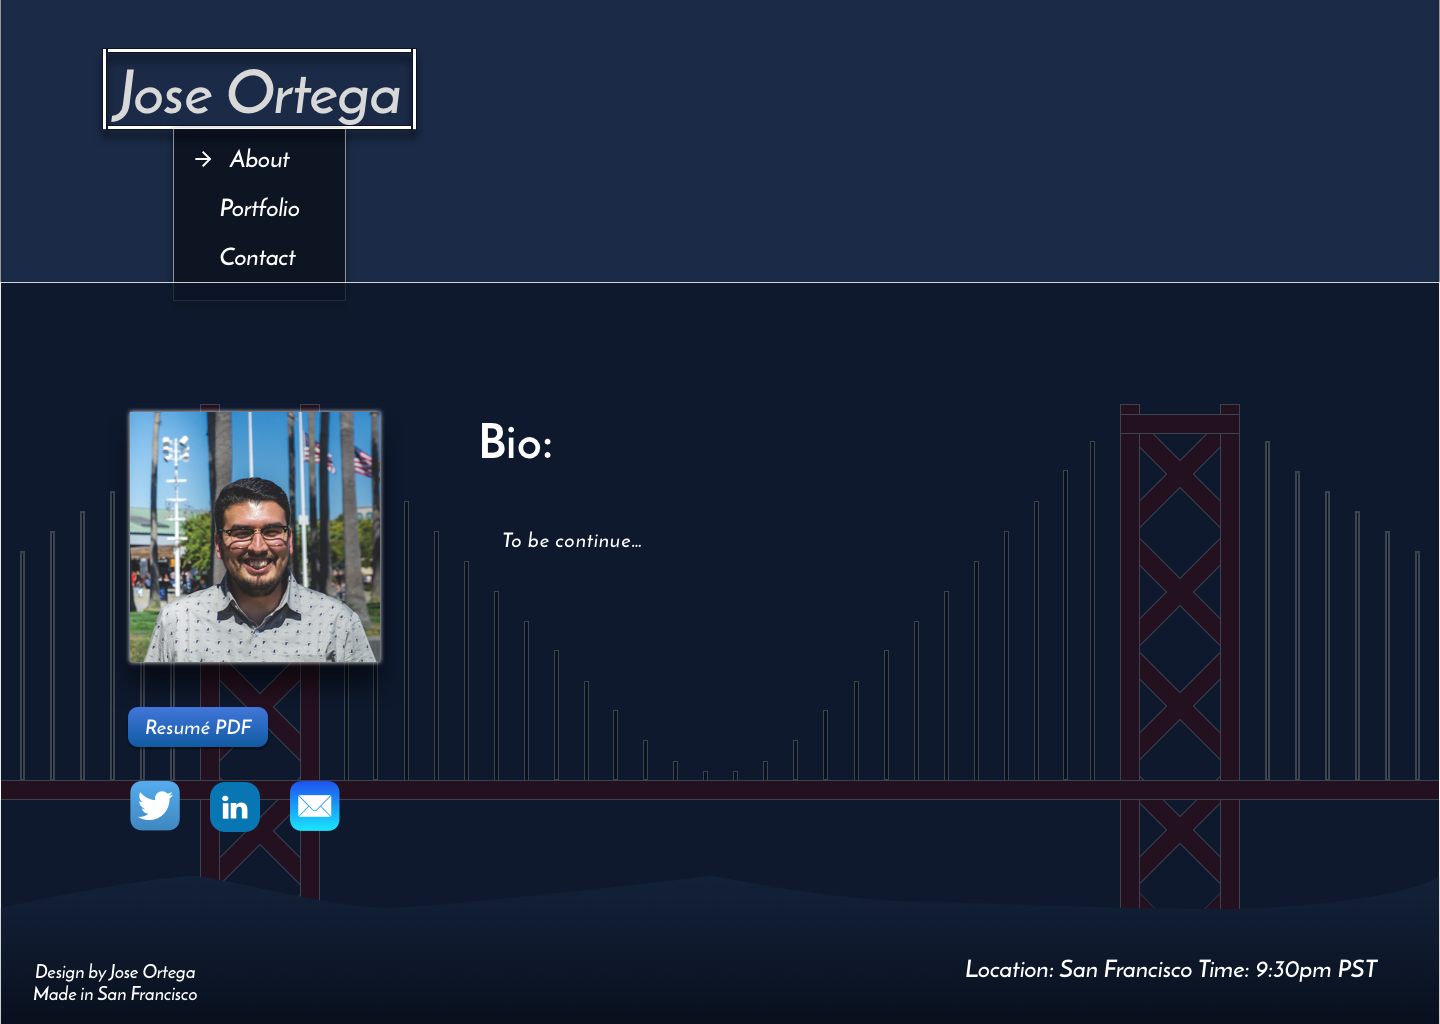 Jose Ortega
→ About
Portfolio
Contact
Bio:
To be continue...
Resumé PDF
in
Design by Jose Ortega
Made in San Francisco
Location: San Francisco Time: 9:30pm PST